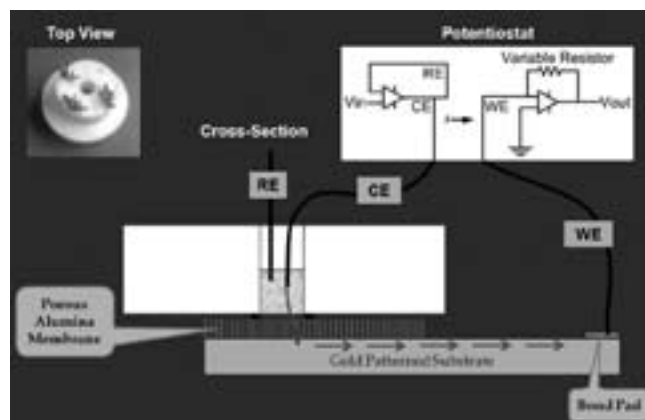 Top View
Potentiostat
Variable Resistor
RE
Vin
CE
WE
Vout
Cross-Section
RE
CE
WE
Porous
Alumina
Membrane
Gold Patterned Substrate
Bond Pad